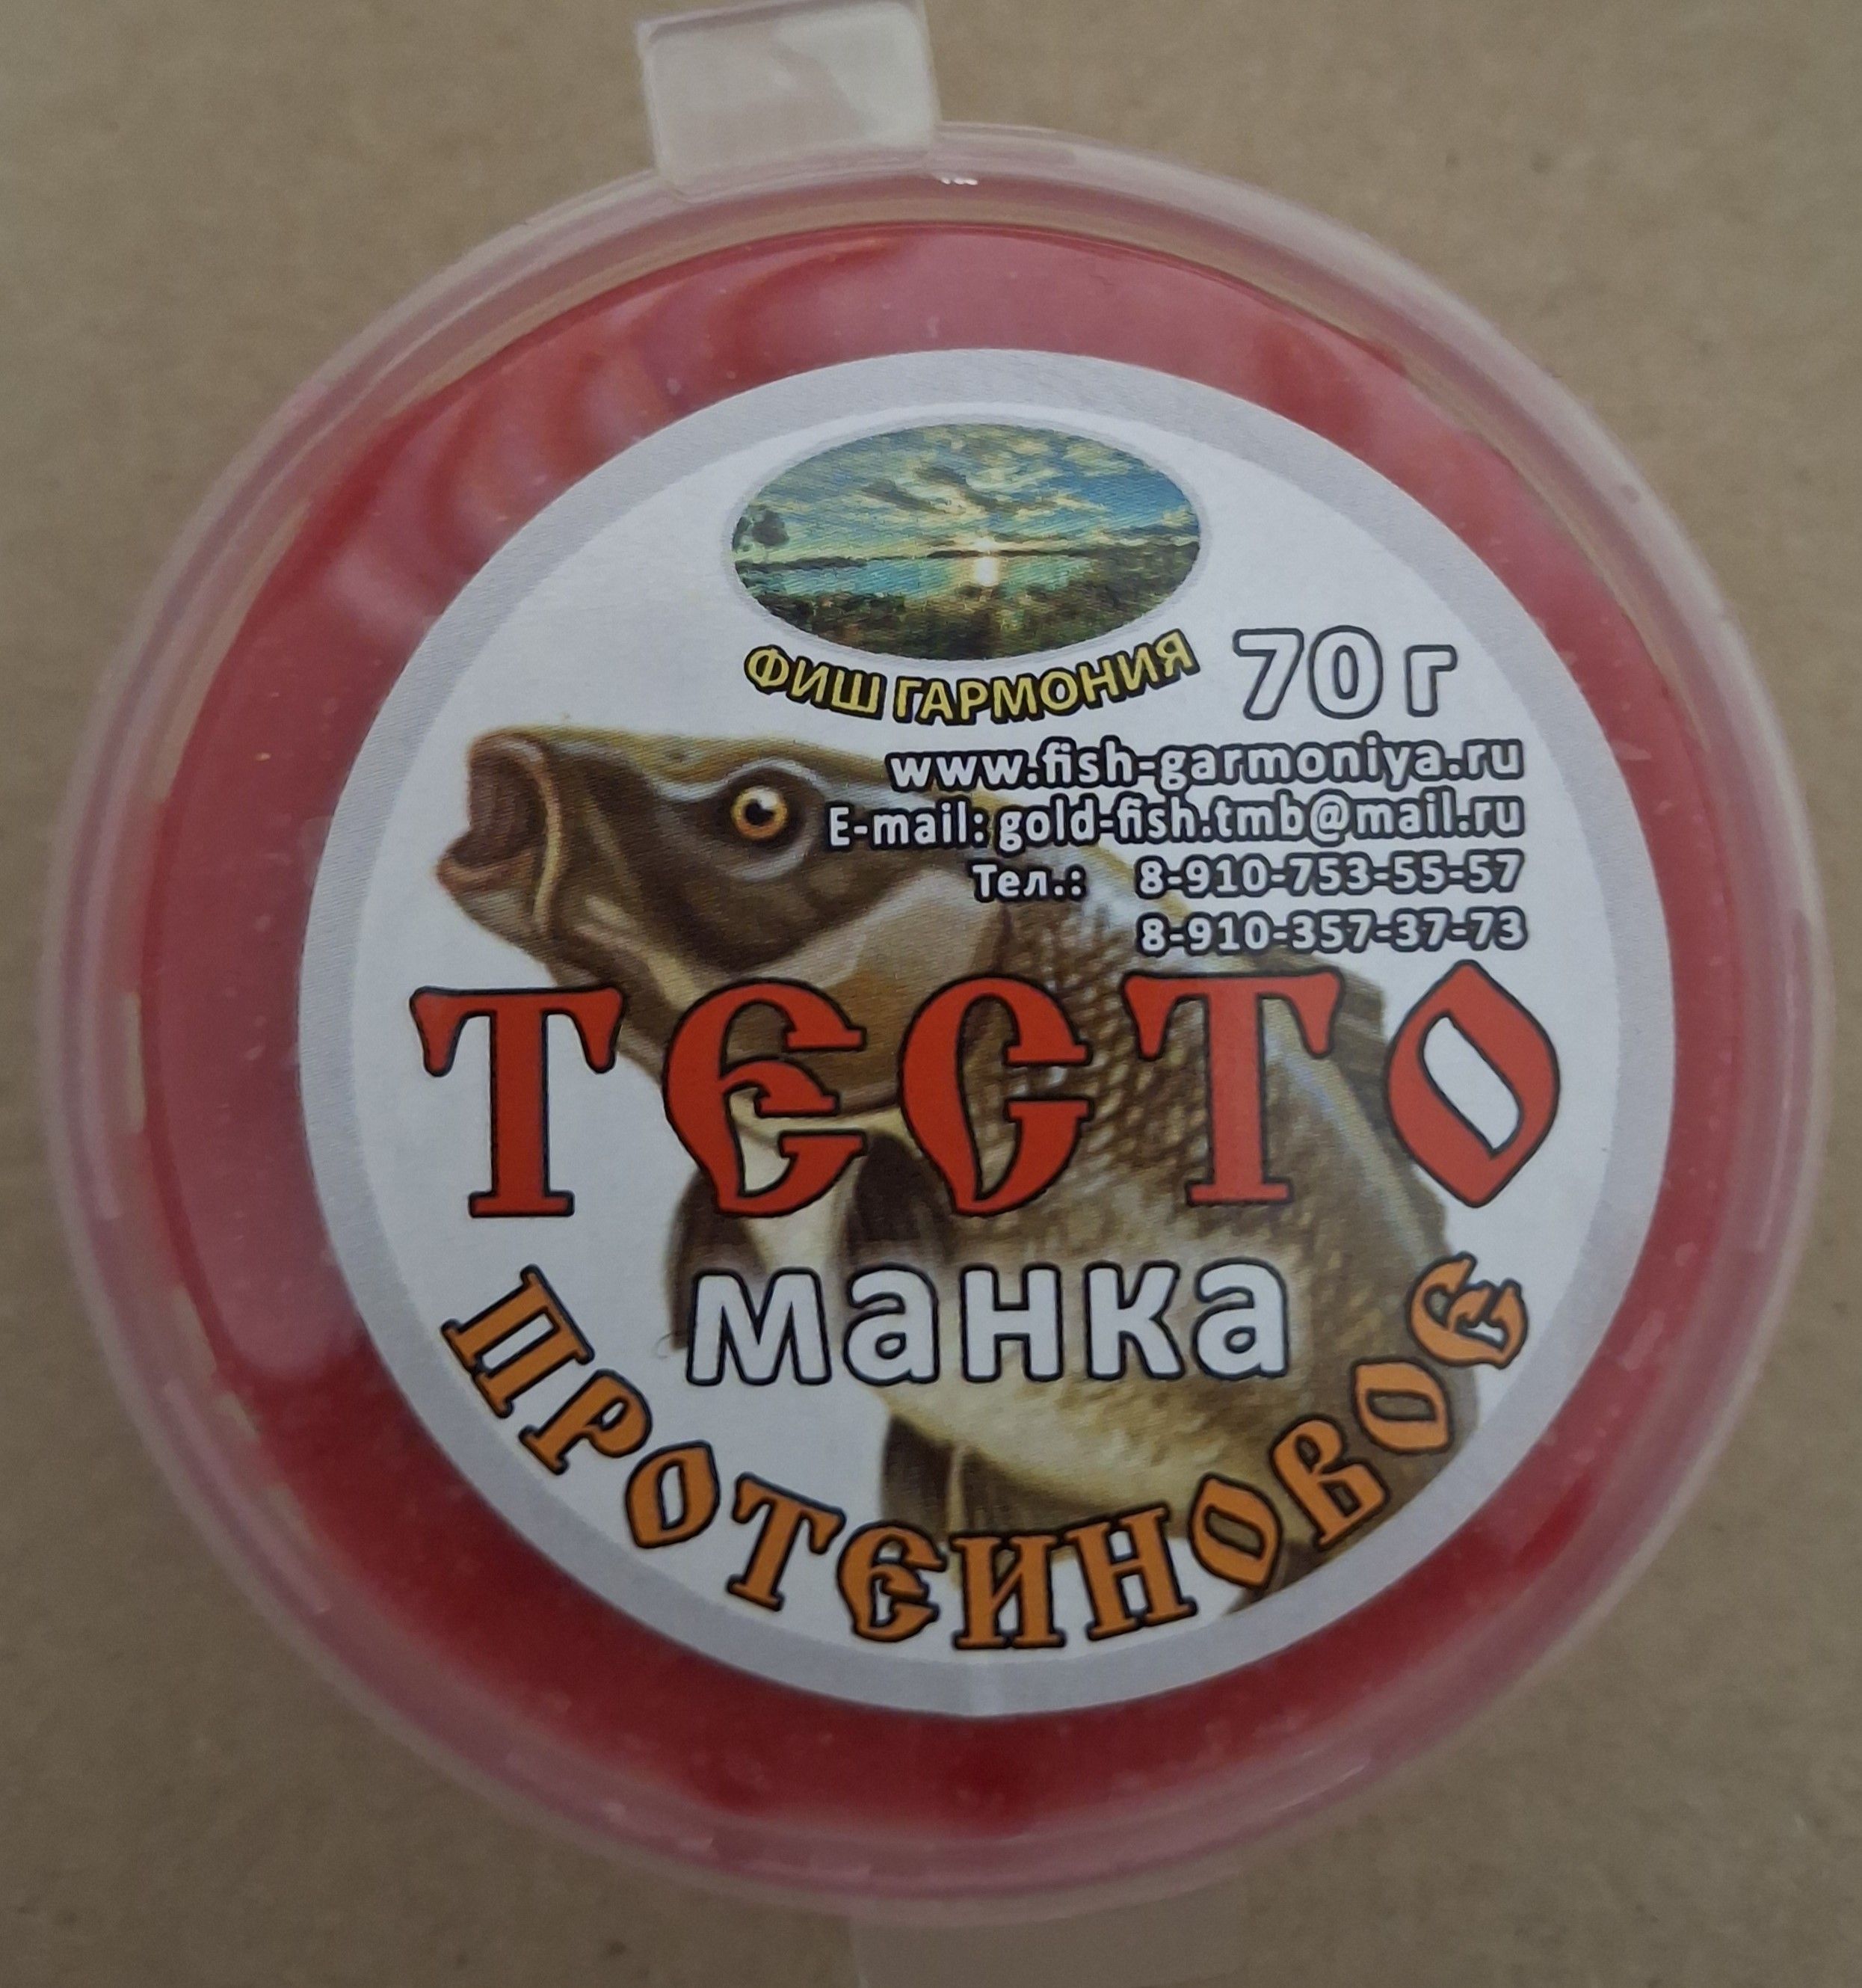 ФИШ ГАРМОНИЯ
70 г
www.fish-garmoniya.ru
E-mail: gold-fish.tmb@mail.ru
Тел.: 8-910-753-55-57
8-910-357-37-73
ТЕСТО
манка
ПРОТЕИНОВОЕ